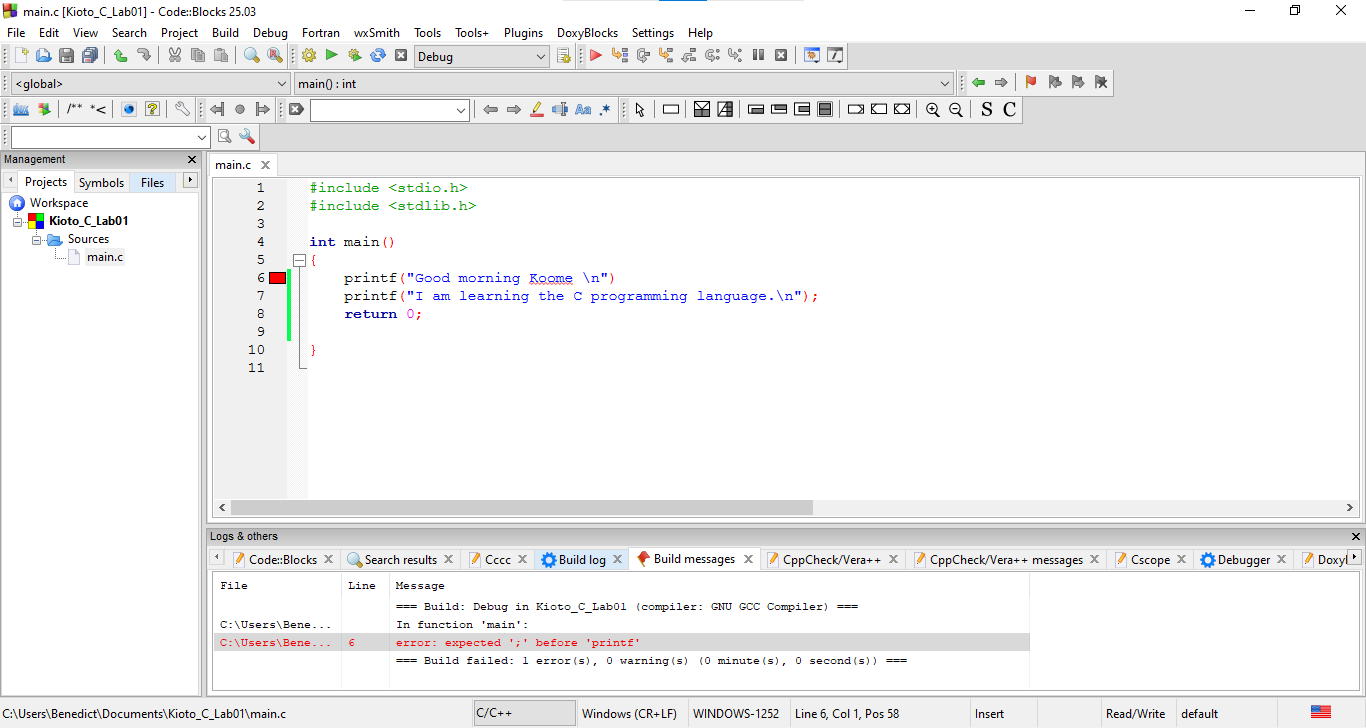 main.c [Kioto_C_Lab01] - Code::Blocks 25.03
File Edit View Search Project Build Debug Fortran wxSmith Tools Tools+ Plugins DoxyBlocks Settings Help
Debug
<global> main() : int
/** *< Aa .* S C
Management
Projects Symbols Files
Workspace
Kioto_C_Lab01
Sources
main.c
main.c
1 #include <stdio.h>
2 #include <stdlib.h>
3
4 int main()
5 {
6 printf("Good morning Koome \n")
7 printf("I am learning the C programming language.\n");
8 return 0;
9
10 }
11
Logs & others
Code::Blocks Search results Cccc Build log Build messages CppCheck/Vera++ CppCheck/Vera++ messages Cscope Debugger Doxyl
File Line Message
=== Build: Debug in Kioto_C_Lab01 (compiler: GNU GCC Compiler) ===
C:\Users\Bene... In function 'main':
C:\Users\Bene... 6 error: expected ';' before 'printf'
=== Build failed: 1 error(s), 0 warning(s) (0 minute(s), 0 second(s)) ===
C:\Users\Benedict\Documents\Kioto_C_Lab01\main.c C/C++ Windows (CR+LF) WINDOWS-1252 Line 6, Col 1, Pos 58 Insert Read/Write default